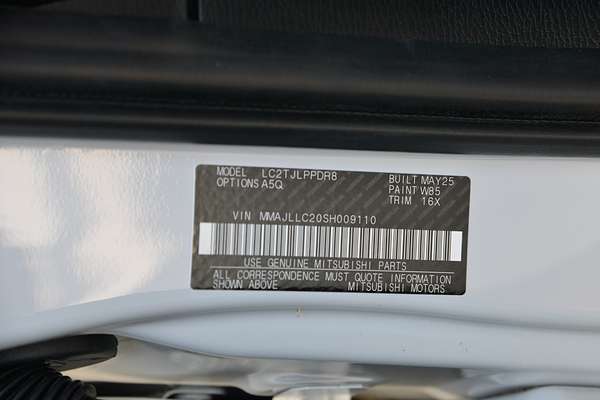 MODEL LC2TJLPPDR8 BUILT MAY25
OPTIONS A5Q PAINT W85
TRIM 16X
VIN MMAJLLC20SH009110
USE GENUINE MITSUBISHI PARTS
ALL CORRESPONDENCE MUST QUOTE INFORMATION
SHOWN ABOVE MITSUBISHI MOTORS